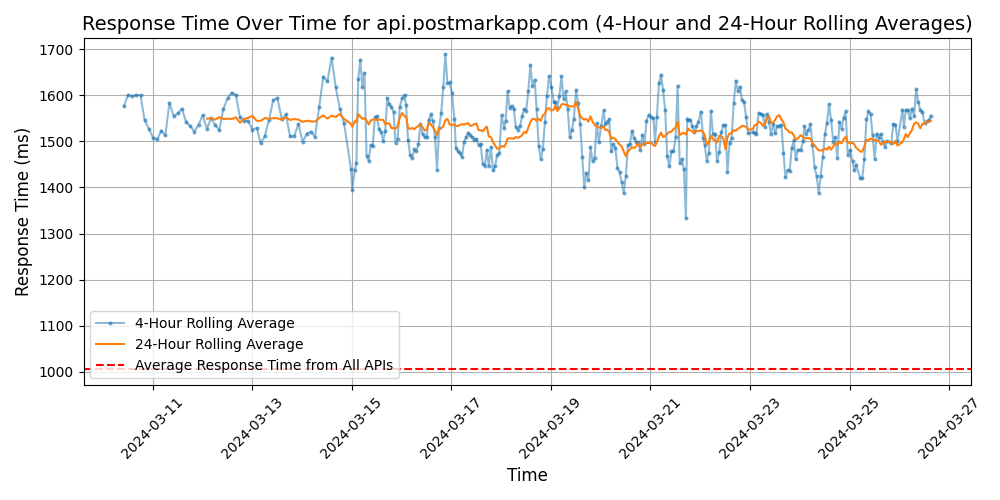 Response Time Over Time for api.postmarkapp.com (4-Hour and 24-Hour Rolling Averages)
Response Time (ms)
1700
1600
1500
1400
1300
1200
1100
1000
4-Hour Rolling Average
24-Hour Rolling Average
Average Response Time from All APIs
2024-03-11
2024-03-13
2024-03-15
2024-03-17
2024-03-19
2024-03-21
2024-03-23
2024-03-25
2024-03-27
Time